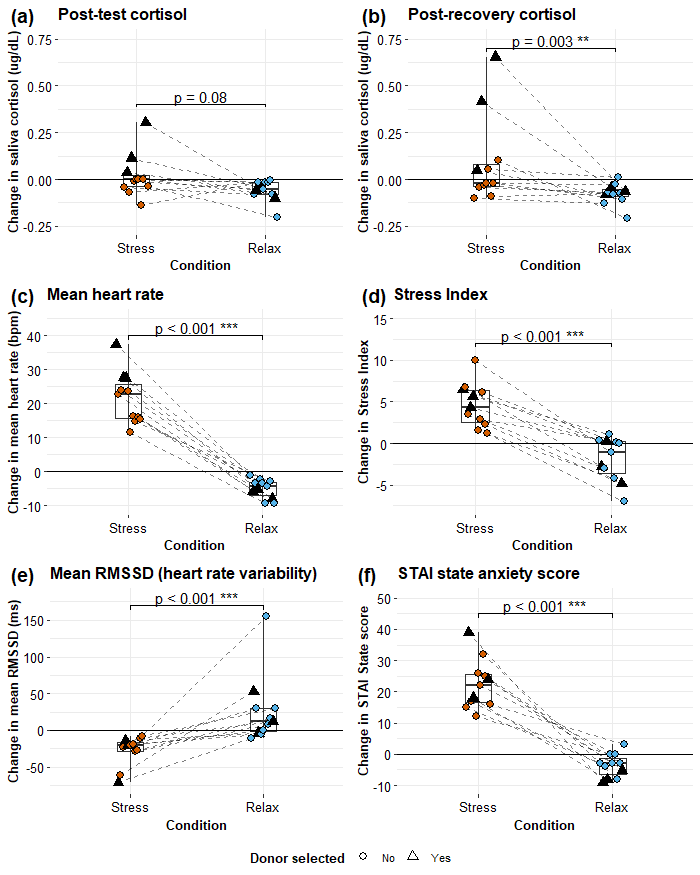 (a) Post-test cortisol
Change in saliva cortisol (ug/dL)
0.75
0.50
0.25
0.00
-0.25
p = 0.08
Stress Relax
Condition
(b) Post-recovery cortisol
Change in saliva cortisol (ug/dL)
0.75
0.50
0.25
0.00
-0.25
p = 0.003 **
Stress Relax
Condition
(c) Mean heart rate
Change in mean heart rate (bpm)
40
30
20
10
0
-10
p < 0.001 ***
Stress Relax
Condition
(d) Stress Index
Change in Stress Index
15
10
5
0
-5
p < 0.001 ***
Stress Relax
Condition
(e) Mean RMSSD (heart rate variability)
Change in mean RMSSD (ms)
150
100
50
0
-50
p < 0.001 ***
Stress Relax
Condition
(f) STAI state anxiety score
Change in STAI State score
50
40
30
20
10
0
-10
p < 0.001 ***
Stress Relax
Condition
Donor selected No Yes